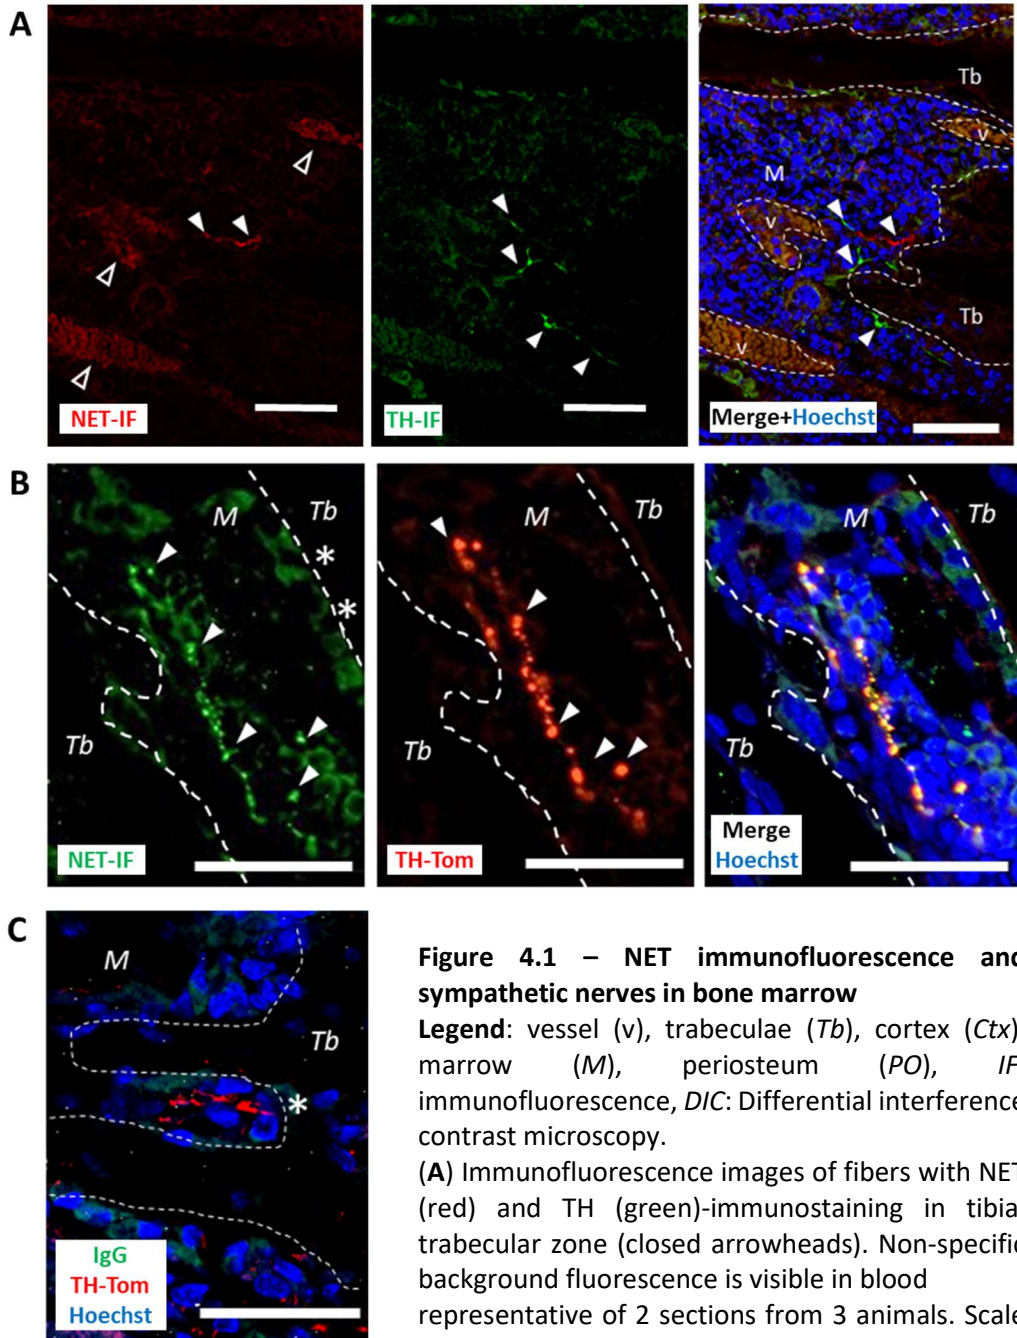 A
NET-IF
TH-IF
Tb
v
M
v
Tb
v
Merge+Hoechst
B
M
Tb
*
*
Tb
NET-IF
M
Tb
Tb
TH-Tom
M
Tb
Tb
Merge
Hoechst
C
M
Tb
*
IgG
TH-Tom
Hoechst
Figure 4.1 – NET immunofluorescence and
sympathetic nerves in bone marrow
Legend: vessel (v), trabeculae (Tb), cortex (Ctx)
marrow (M), periosteum (PO), IF
immunofluorescence, DIC: Differential interference
contrast microscopy.
(A) Immunofluorescence images of fibers with NET
(red) and TH (green)-immunostaining in tibia
trabecular zone (closed arrowheads). Non-specific
background fluorescence is visible in blood
representative of 2 sections from 3 animals. Scale